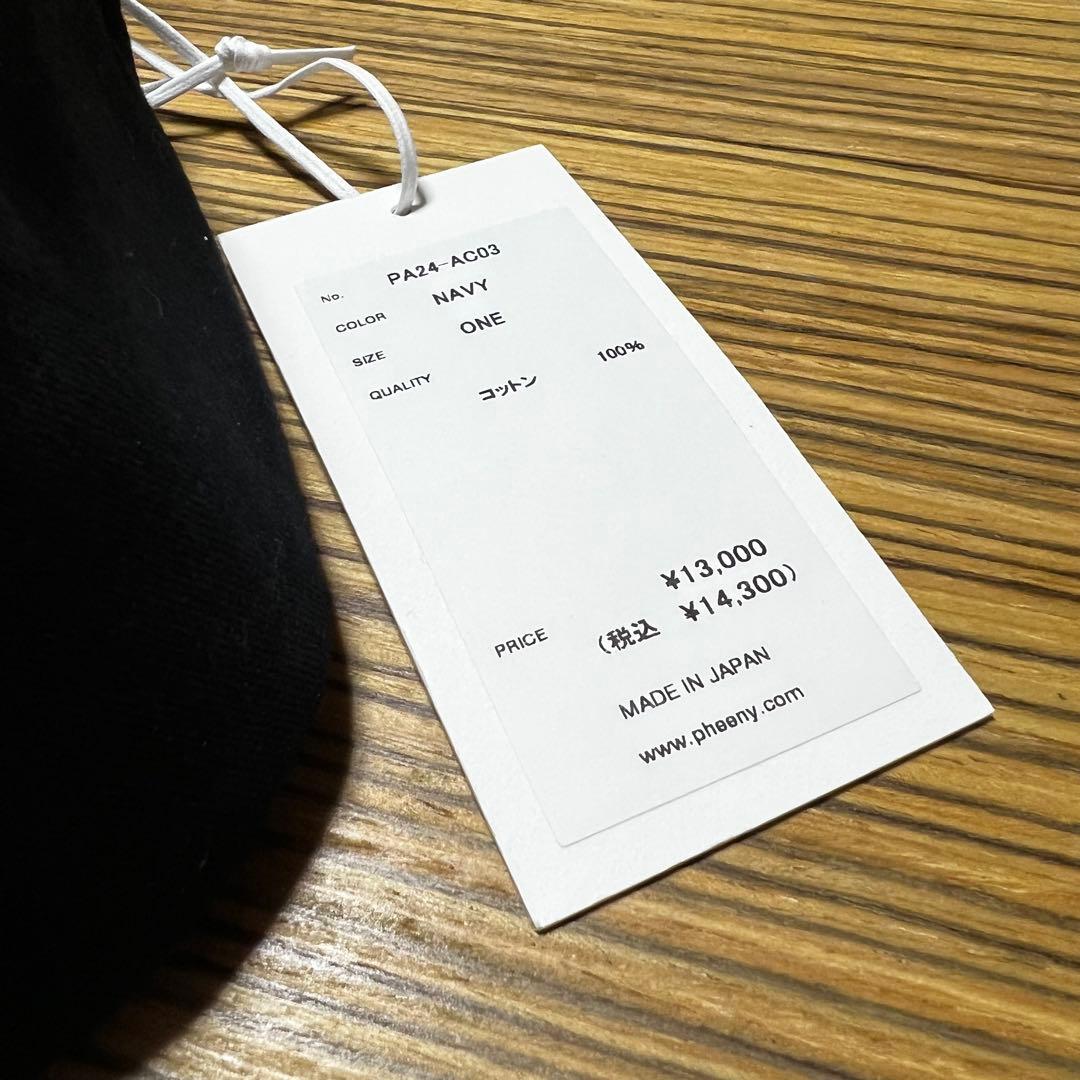 No. PA24-AC03
COLOR NAVY
SIZE ONE
QUALITY コットン 100%
¥13,000
PRICE (税込 ¥14,300)
MADE IN JAPAN
www.pheeny.com